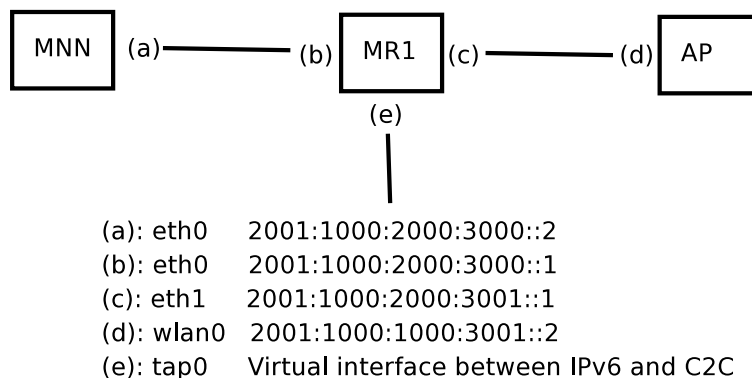 MNN (a) (b) MR1 (c) (d) AP
(e)
(a): eth0 2001:1000:2000:3000::2
(b): eth0 2001:1000:2000:3000::1
(c): eth1 2001:1000:2000:3001::1
(d): wlan0 2001:1000:1000:3001::2
(e): tap0 Virtual interface between IPv6 and C2C